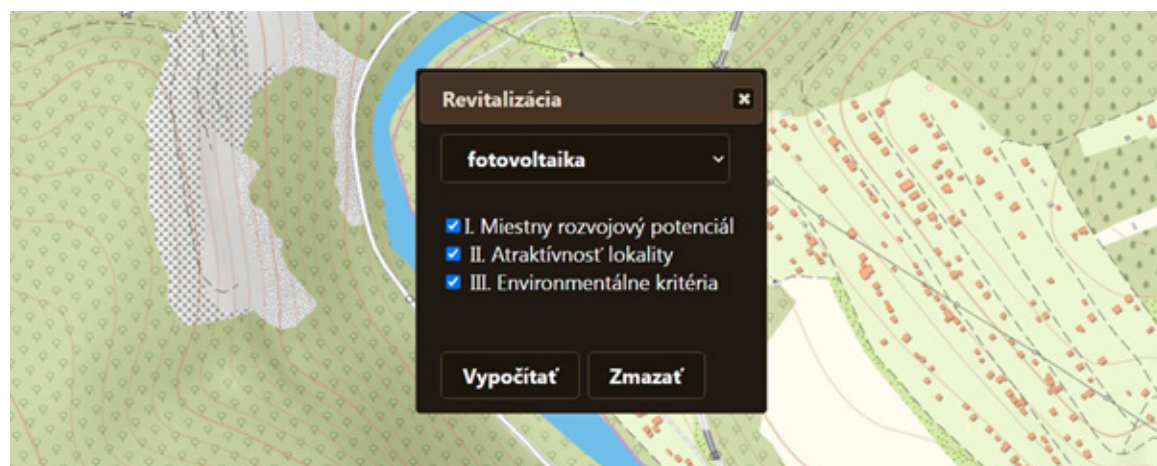 Revitalizácia
fotovoltaika
I. Miestny rozvojový potenciál
II. Atraktívnosť lokality
III. Environmentálne kritéria
Vypočítať Zmazať